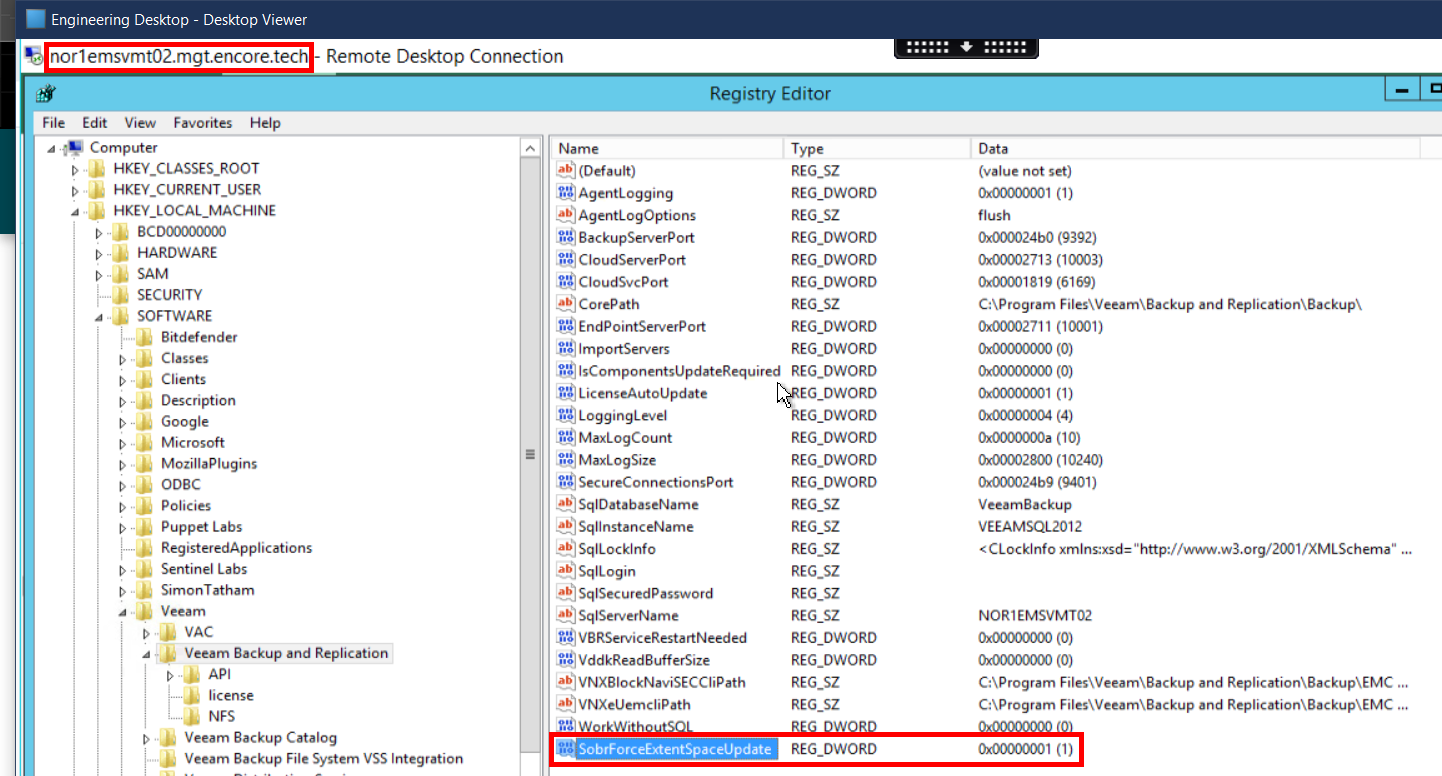 Engineering Desktop - Desktop Viewer
nor1emsvmt02.mgt.encore.tech - Remote Desktop Connection
Registry Editor
File Edit View Favorites Help
Computer
HKEY_CLASSES_ROOT
HKEY_CURRENT_USER
HKEY_LOCAL_MACHINE
BCD00000000
HARDWARE
SAM
SECURITY
SOFTWARE
Bitdefender
Classes
Clients
Description
Google
Microsoft
MozillaPlugins
ODBC
Policies
Puppet Labs
RegisteredApplications
Sentinel Labs
SimonTatham
Veeam
VAC
Veeam Backup and Replication
API
license
NFS
Veeam Backup Catalog
Veeam Backup File System VSS Integration
Name Type Data
(Default) REG_SZ (value not set)
AgentLogging REG_DWORD 0x00000001 (1)
AgentLogOptions REG_SZ flush
BackupServerPort REG_DWORD 0x000024b0 (9392)
CloudServerPort REG_DWORD 0x00002713 (10003)
CloudSvcPort REG_DWORD 0x00001819 (6169)
CorePath REG_SZ C:\Program Files\Veeam\Backup and Replication\Backup\
EndPointServerPort REG_DWORD 0x00002711 (10001)
ImportServers REG_DWORD 0x00000000 (0)
IsComponentsUpdateRequired REG_DWORD 0x00000000 (0)
LicenseAutoUpdate REG_DWORD 0x00000001 (1)
LoggingLevel REG_DWORD 0x00000004 (4)
MaxLogCount REG_DWORD 0x0000000a (10)
MaxLogSize REG_DWORD 0x00002800 (10240)
SecureConnectionsPort REG_DWORD 0x000024b9 (9401)
SqlDatabaseName REG_SZ VeeamBackup
SqlInstanceName REG_SZ VEEAMSQL2012
SqlLockInfo REG_SZ <CLockInfo xmlns:xsd="http://www.w3.org/2001/XMLSchema" ...
SqlLogin REG_SZ
SqlSecuredPassword REG_SZ
SqlServerName REG_SZ NOR1EMSVMT02
VBRServiceRestartNeeded REG_DWORD 0x00000000 (0)
VddkReadBufferSize REG_DWORD 0x00000000 (0)
VNXBlockNaviSECCliPath REG_SZ C:\Program Files\Veeam\Backup and Replication\Backup\EMC ...
VNXeUemcliPath REG_SZ C:\Program Files\Veeam\Backup and Replication\Backup\EMC ...
WorkWithoutSQL REG_DWORD 0x00000000 (0)
SobrForceExtentSpaceUpdate REG_DWORD 0x00000001 (1)